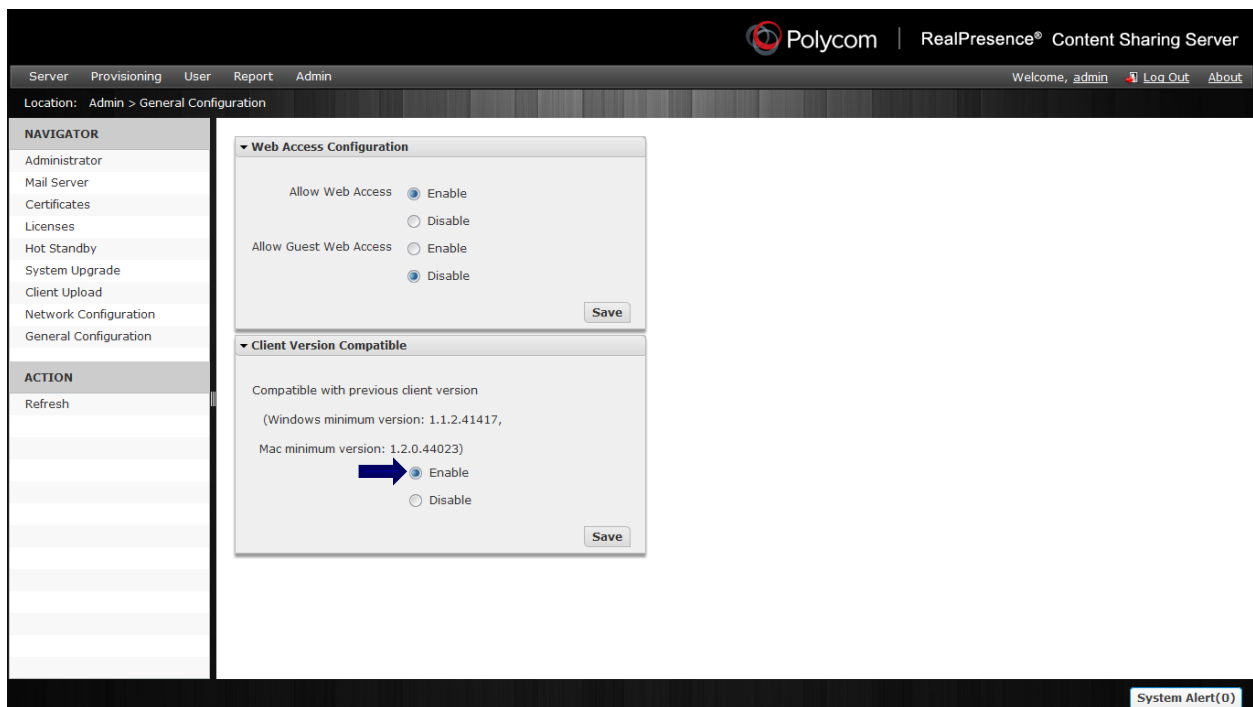 Polycom | RealPresence® Content Sharing Server
Server Provisioning User Report Admin Welcome, admin Log Out About
Location: Admin > General Configuration
NAVIGATOR
Administrator
Mail Server
Certificates
Licenses
Hot Standby
System Upgrade
Client Upload
Network Configuration
General Configuration
ACTION
Refresh
Web Access Configuration
Allow Web Access Enable
Disable
Allow Guest Web Access Enable
Disable
Save
Client Version Compatible
Compatible with previous client version
(Windows minimum version: 1.1.2.41417,
Mac minimum version: 1.2.0.44023)
Enable
Disable
Save
System Alert(0)